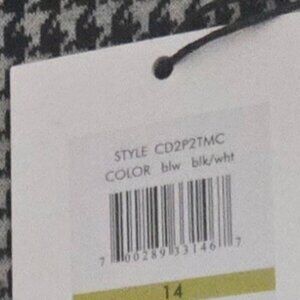 STYLE CD2P2TMC
COLOR blw blk/wht
7 00289 33146 7
14